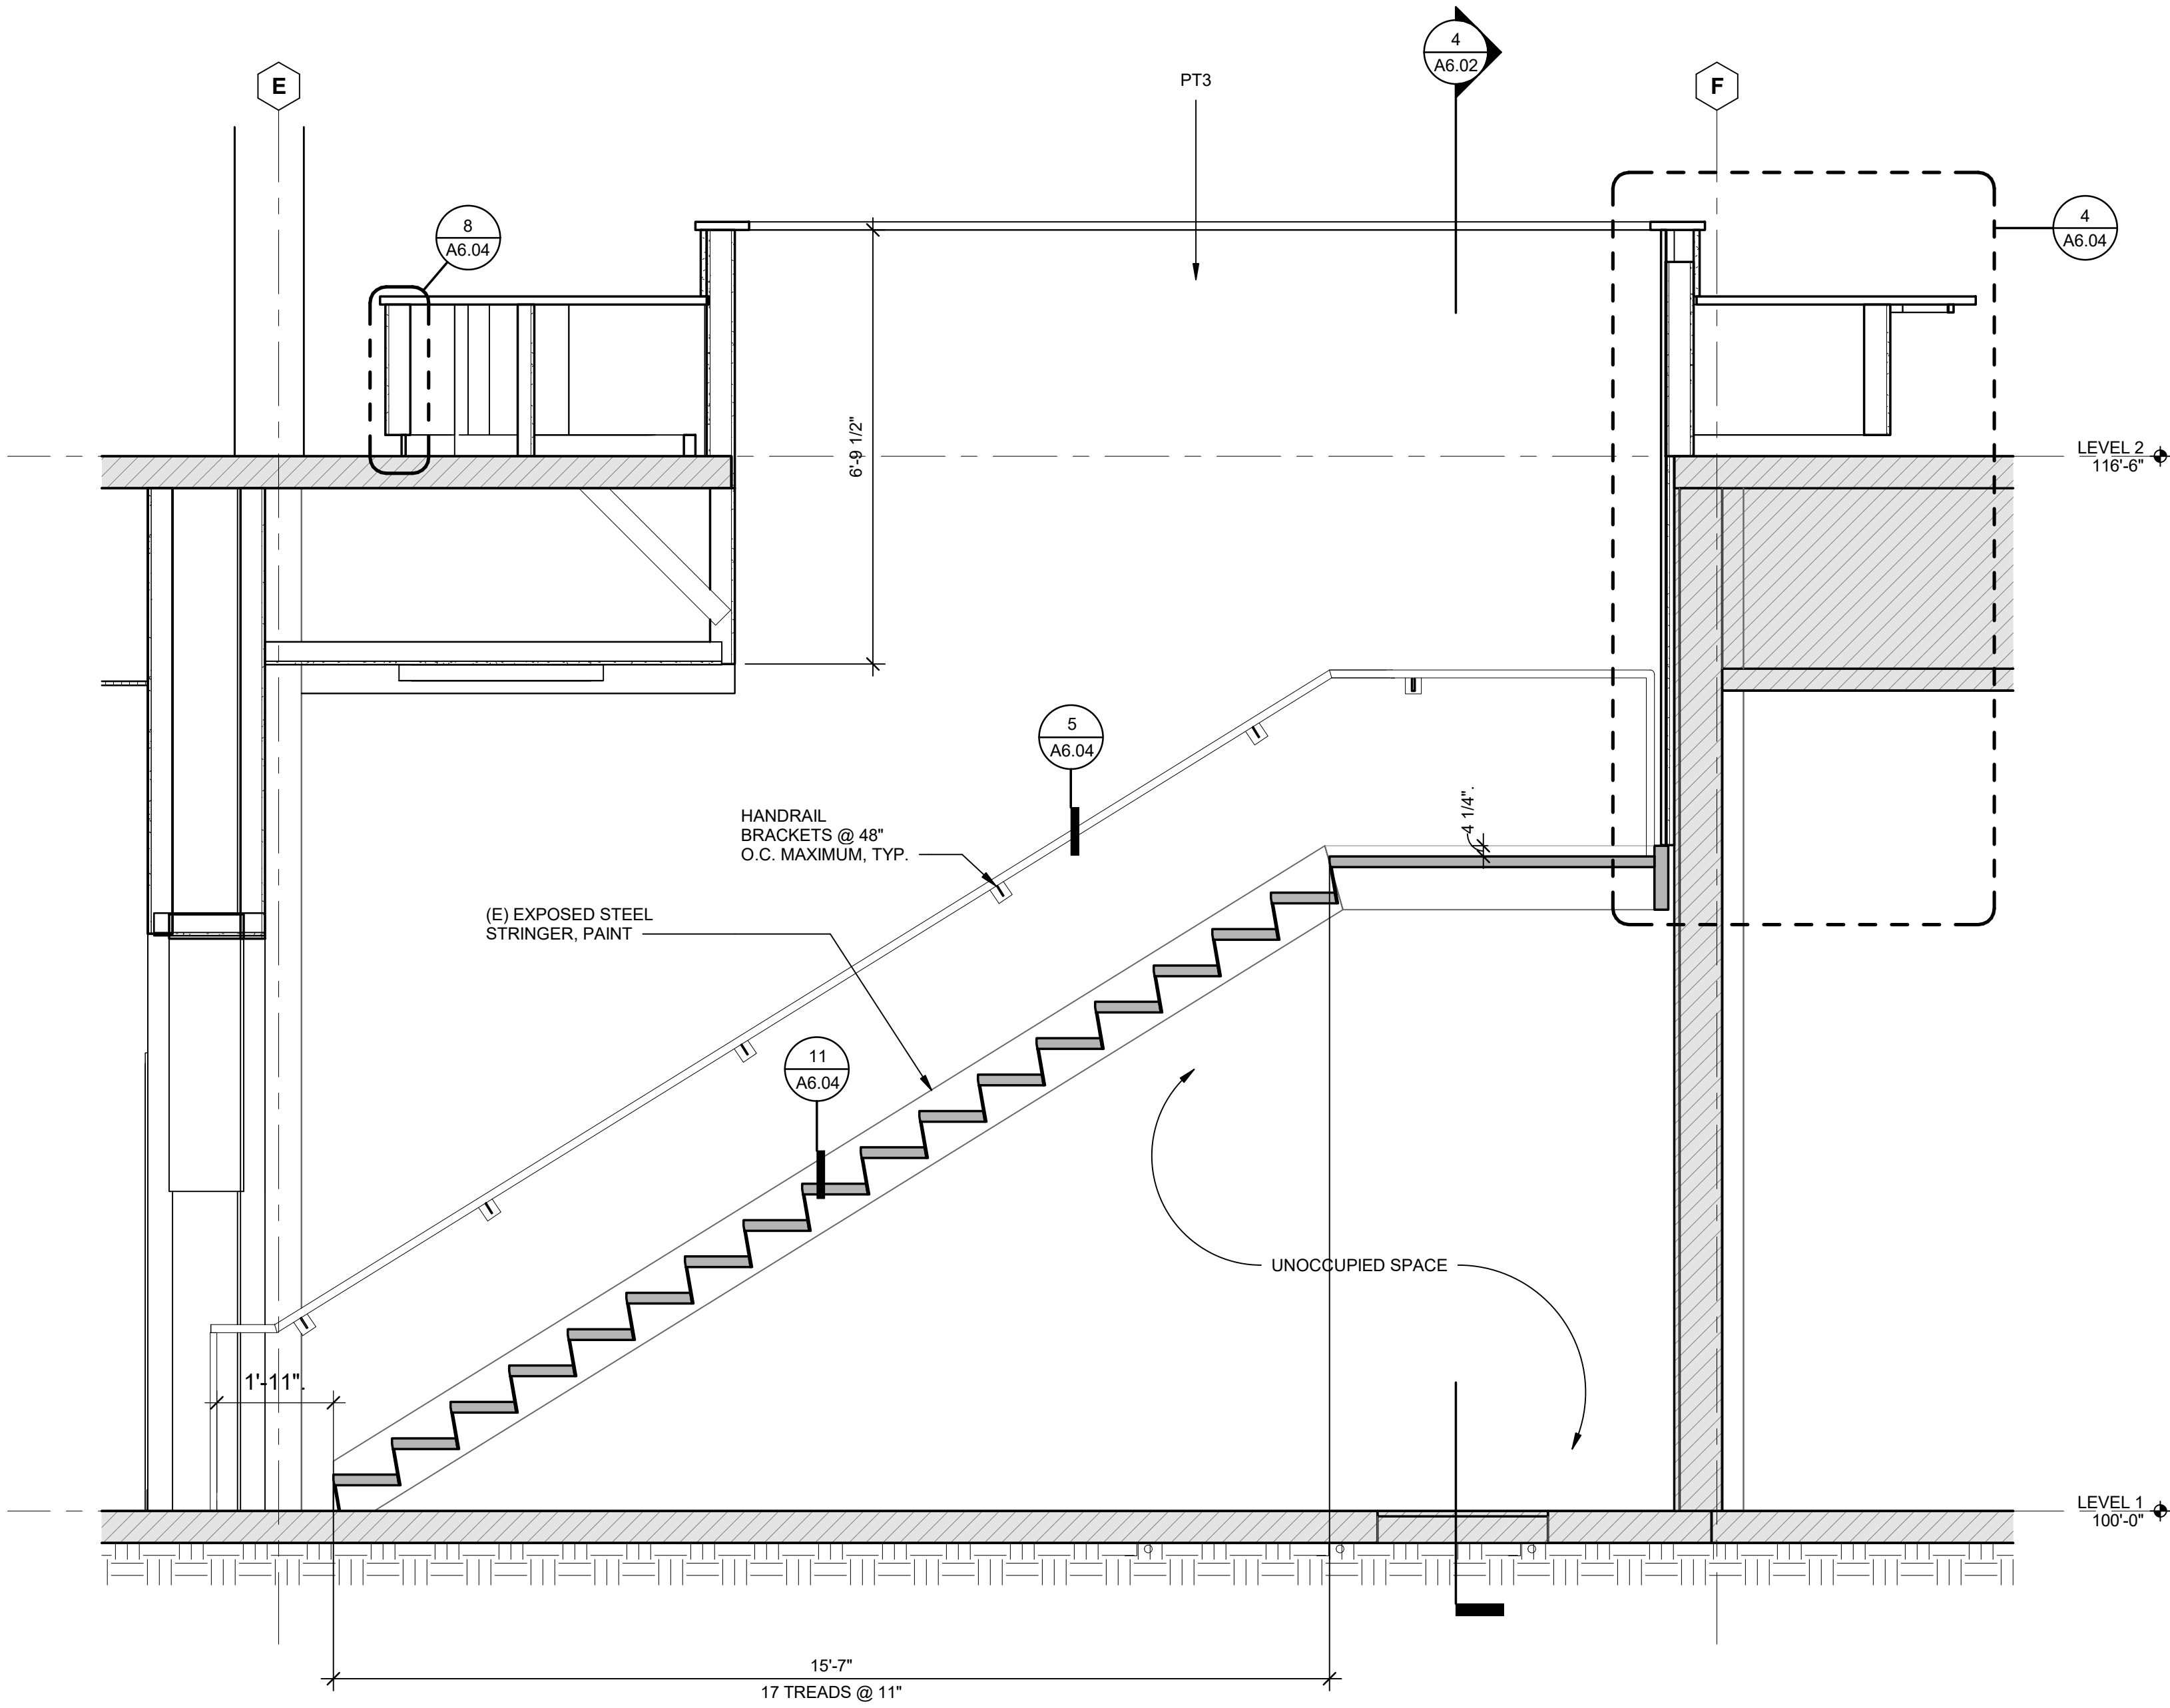 4
A6.02
E
PT3
F
8
A6.04
4
A6.04
6'-9 1/2"
LEVEL 2
116'-6"
5
A6.04
HANDRAIL
BRACKETS @ 48"
O.C. MAXIMUM, TYP.
4 1/4".
(E) EXPOSED STEEL
STRINGER, PAINT
11
A6.04
UNOCCUPIED SPACE
1'-11".
LEVEL 1
100'-0"
15'-7"
17 TREADS @ 11"